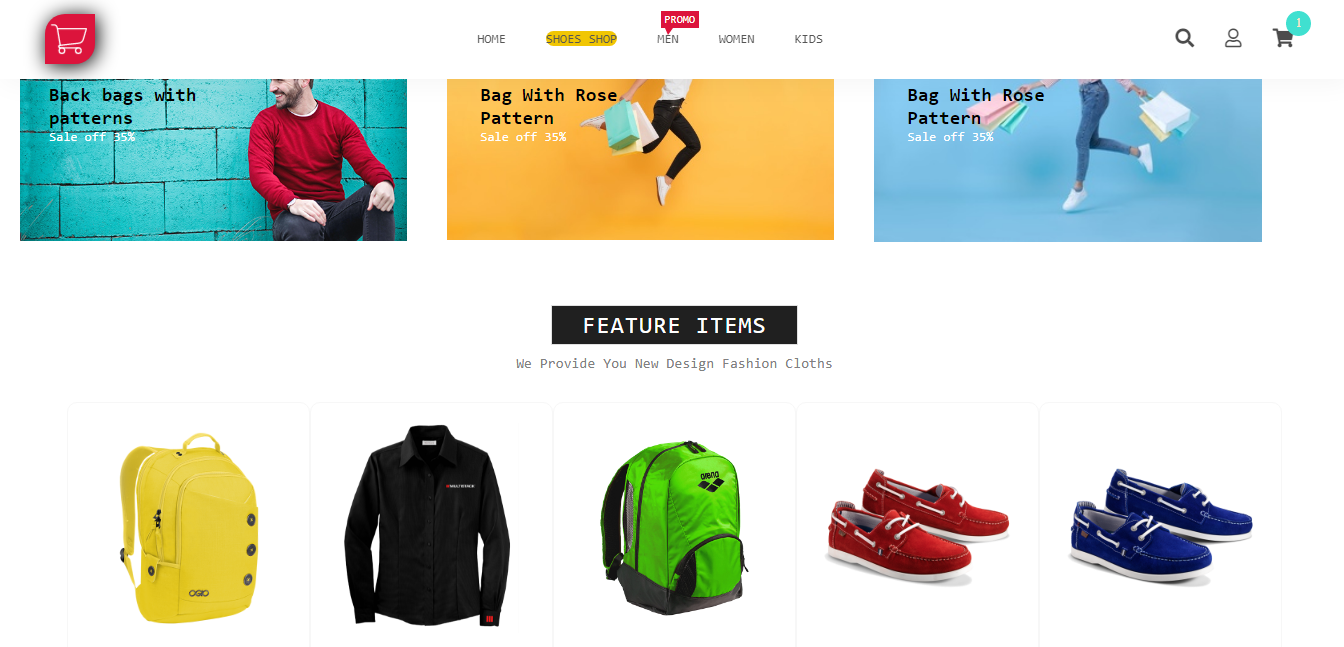 PROMO
HOME SHOES SHOP MEN WOMEN KIDS
1
Back bags with
patterns
Sale off 35%
Bag With Rose
Pattern
Sale off 35%
Bag With Rose
Pattern
Sale off 35%
FEATURE ITEMS
We Provide You New Design Fashion Cloths
OGIO
arena